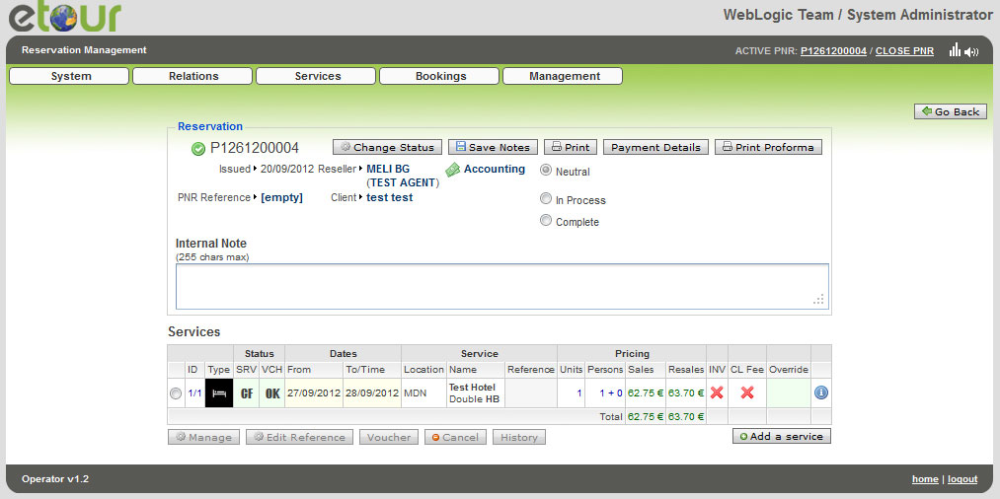 etour
WebLogic Team / System Administrator
Reservation Management
ACTIVE PNR: P1261200004 / CLOSE PNR
System Relations Services Bookings Management
Go Back
Reservation
P1261200004 Change Status Save Notes Print Payment Details Print Proforma
Issued 20/09/2012 Reseller MELI BG Accounting Neutral
(TEST AGENT)
PNR Reference [empty] Client test test In Process
Complete
Internal Note
(255 chars max)
Services
Status Dates Service Pricing
ID Type SRV VCH From To/Time Location Name Reference Units Persons Sales Resales INV CL Fee Override
1/1 CF OK 27/09/2012 28/09/2012 MDN Test Hotel 1 1 + 0 62.75 € 63.70 €
Double HB
Total 62.75 € 63.70 €
Manage Edit Reference Voucher Cancel History Add a service
Operator v1.2 home | logout